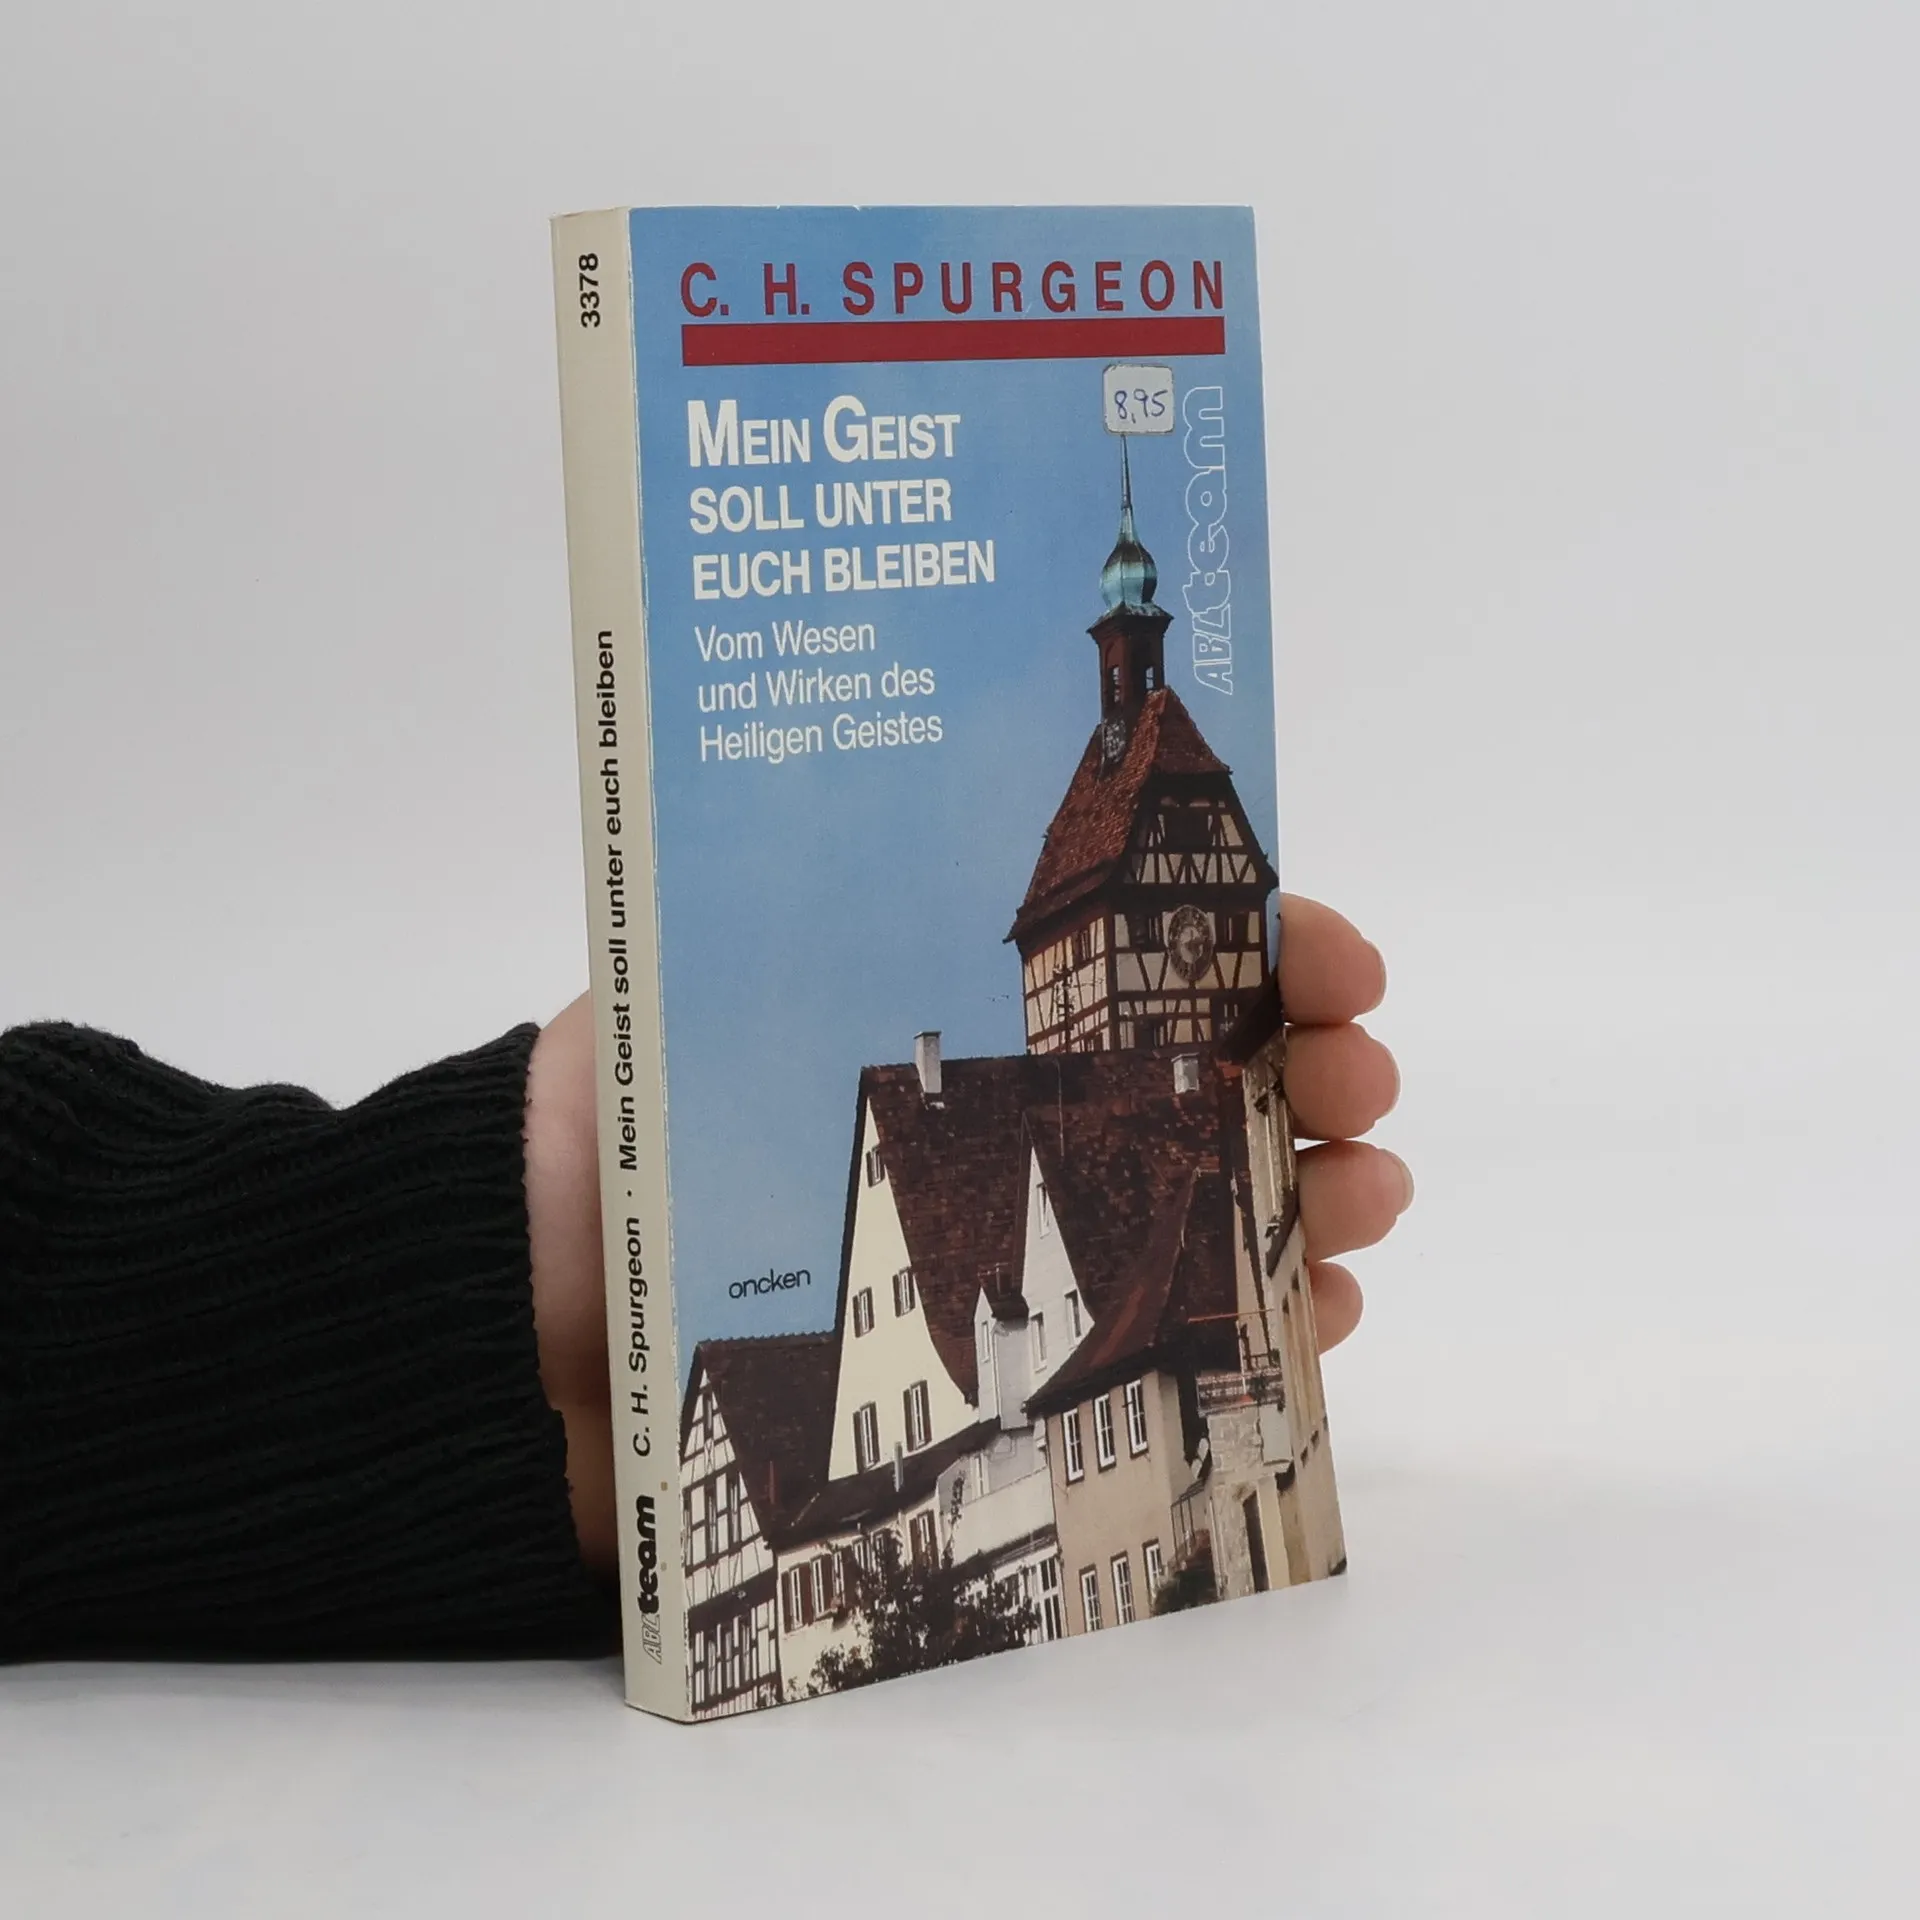 C. H. SPURGEON
8,95
MEIN GEIST
SOLL UNTER
EUCH BLEIBEN
Vom Wesen
und Wirken des
Heiligen Geistes
ABCteam
oncken
3378
C. H. Spurgeon · Mein Geist soll unter euch bleiben
ABCteam